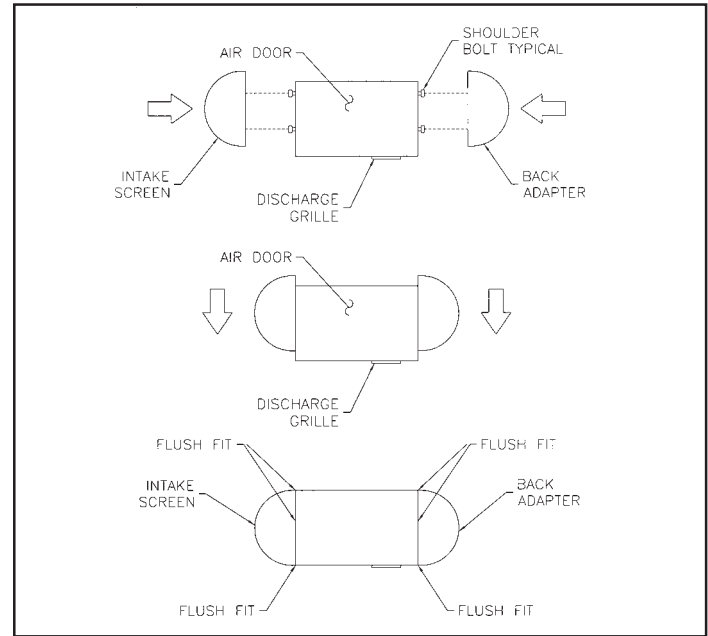 SHOULDER
BOLT TYPICAL
AIR DOOR
INTAKE
SCREEN
BACK
ADAPTER
DISCHARGE
GRILLE
AIR DOOR
DISCHARGE
GRILLE
FLUSH FIT
FLUSH FIT
INTAKE
SCREEN
BACK
ADAPTER
FLUSH FIT
FLUSH FIT